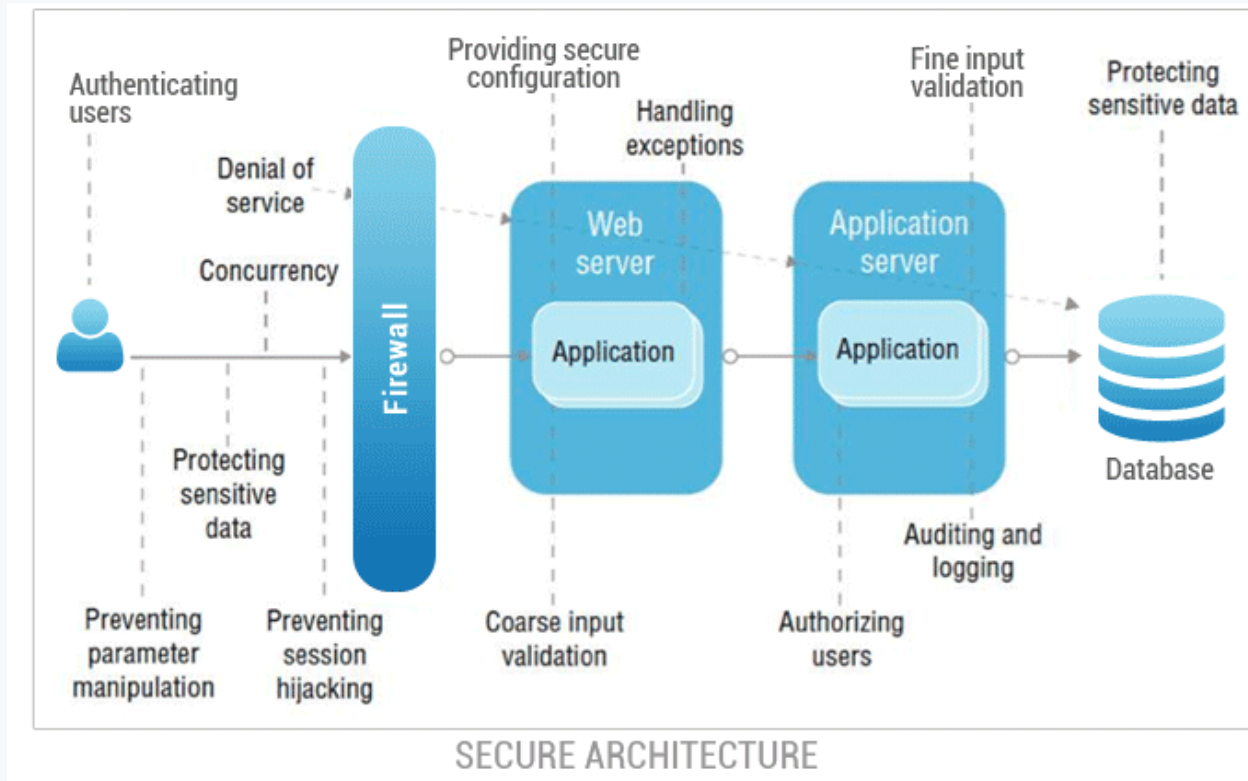 Authenticating
users
Providing secure
configuration
Fine input
validation
Protecting
sensitive data
Handling
exceptions
Denial of
service
Concurrency
Firewall
Web
server
Application
server
Application
Application
Database
Protecting
sensitive
data
Preventing
parameter
manipulation
Preventing
session
hijacking
Coarse input
validation
Authorizing
users
Auditing and
logging
SECURE ARCHITECTURE